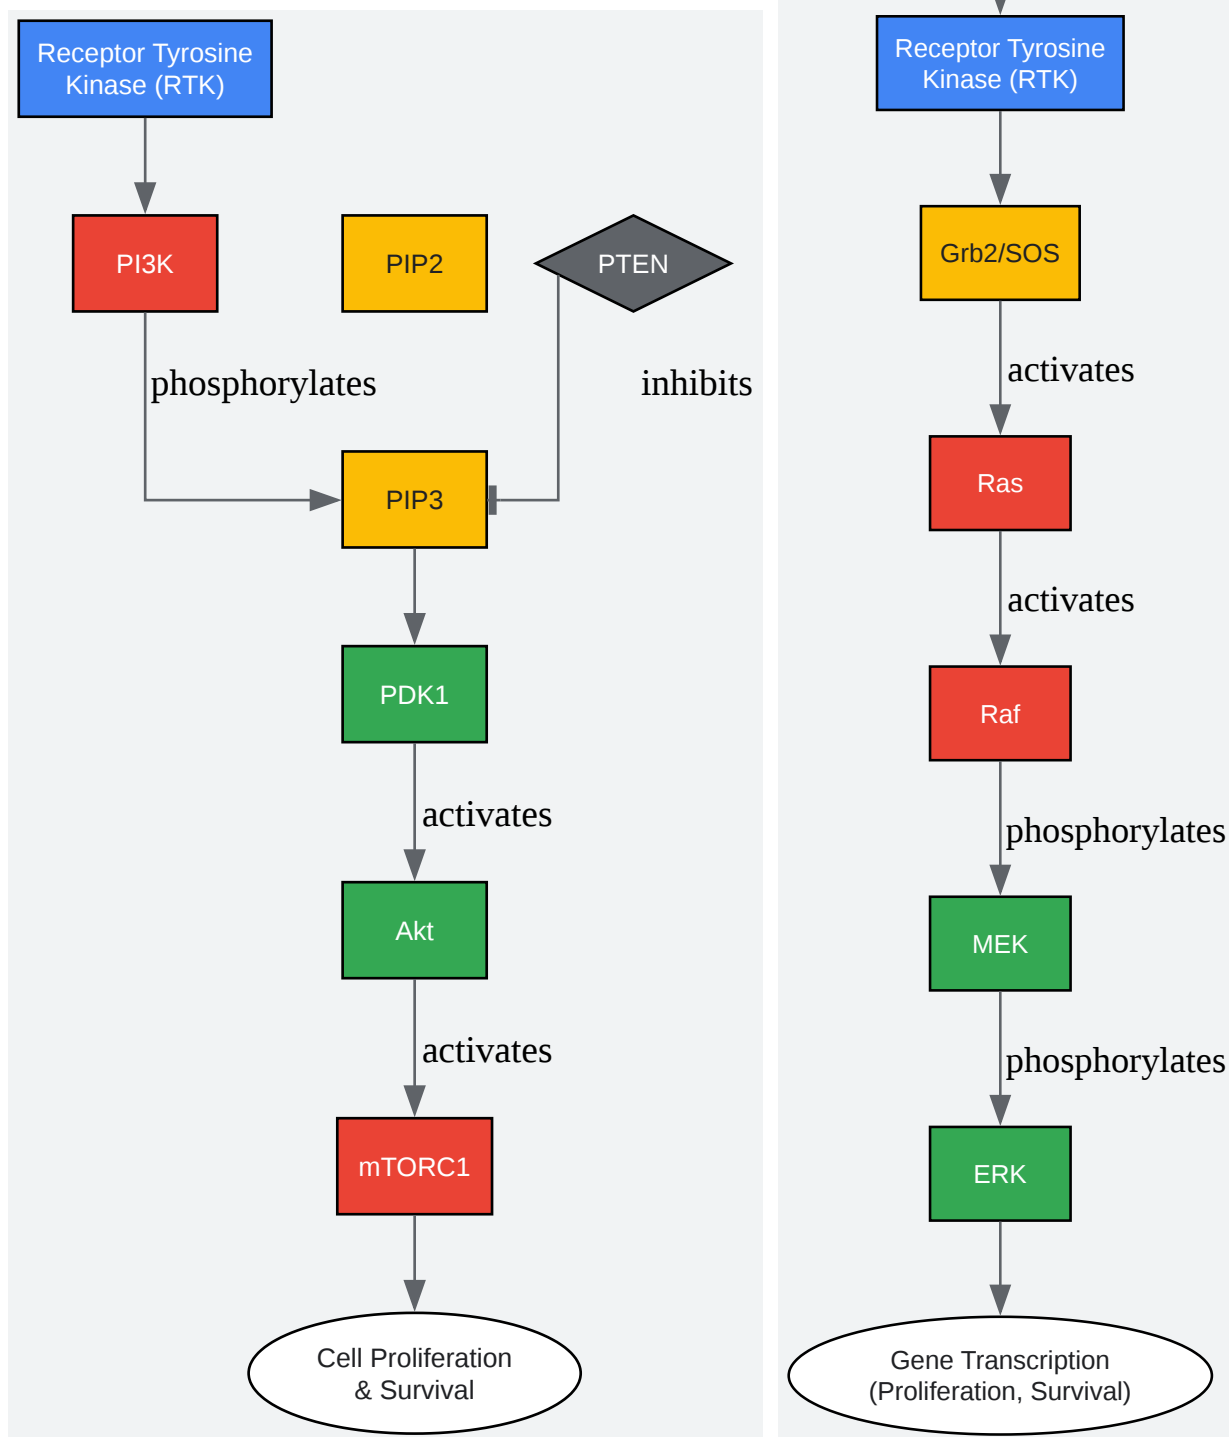 Receptor Tyrosine
Kinase (RTK)
PI3K
PIP2
PTEN
phosphorylates
inhibits
PIP3
PDK1
activates
Akt
activates
mTORC1
Cell Proliferation
& Survival
Receptor Tyrosine
Kinase (RTK)
Grb2/SOS
activates
Ras
activates
Raf
phosphorylates
MEK
phosphorylates
ERK
Gene Transcription
(Proliferation, Survival)